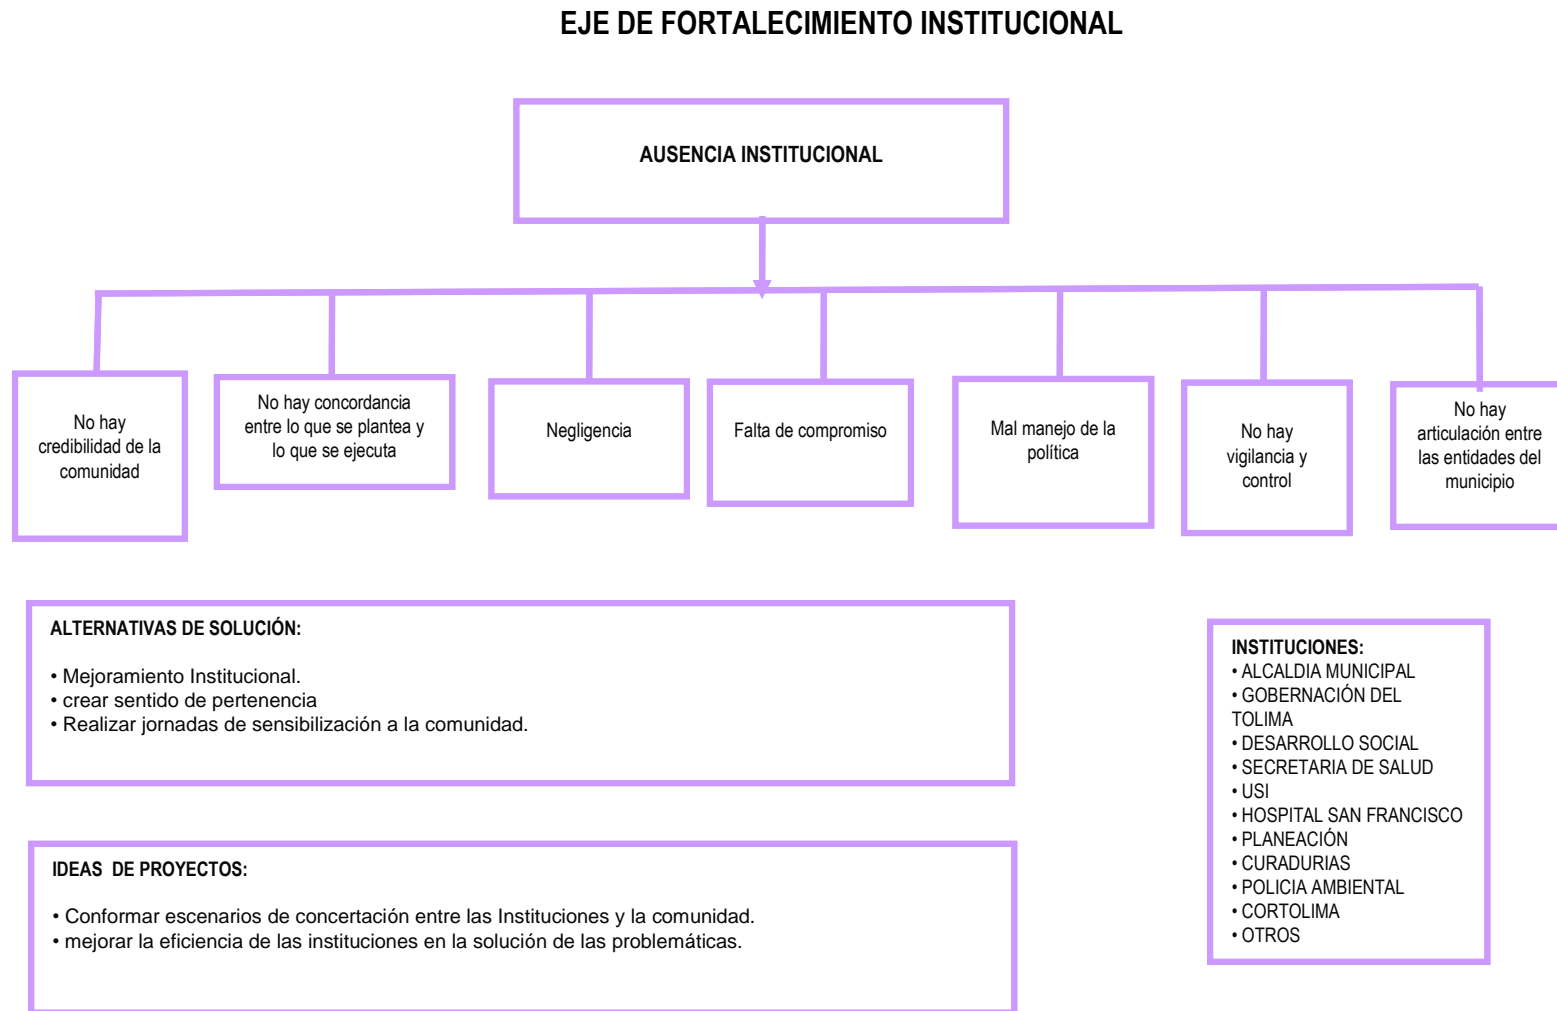 EJE DE FORTALECIMIENTO INSTITUCIONAL
AUSENCIA INSTITUCIONAL
No hay
credibilidad de la
comunidad
No hay concordancia
entre lo que se plantea y
lo que se ejecuta
Negligencia
Falta de compromiso
Mal manejo de la
política
No hay
vigilancia y
control
No hay
articulación entre
las entidades del
municipio
ALTERNATIVAS DE SOLUCIÓN:
• Mejoramiento Institucional.
• crear sentido de pertenencia
• Realizar jornadas de sensibilización a la comunidad.
INSTITUCIONES:
• ALCALDIA MUNICIPAL
• GOBERNACIÓN DEL
TOLIMA
• DESARROLLO SOCIAL
• SECRETARIA DE SALUD
• USI
• HOSPITAL SAN FRANCISCO
• PLANEACIÓN
• CURADURIAS
• POLICIA AMBIENTAL
• CORTOLIMA
• OTROS
IDEAS  DE PROYECTOS:
• Conformar escenarios de concertación entre las Instituciones y la comunidad.
• mejorar la eficiencia de las instituciones en la solución de las problemáticas.